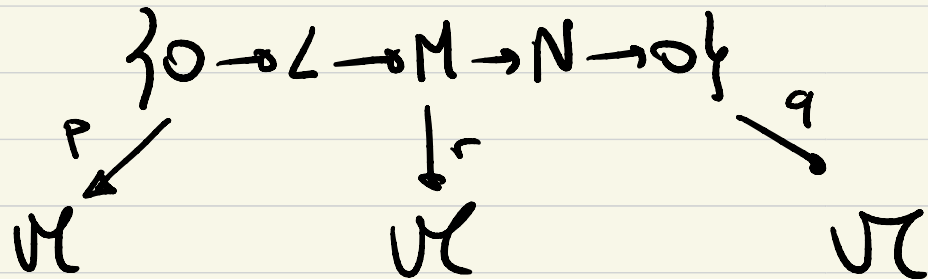 {0 → L → M → N → 0}
p r q
𝓜 𝓜 𝓜